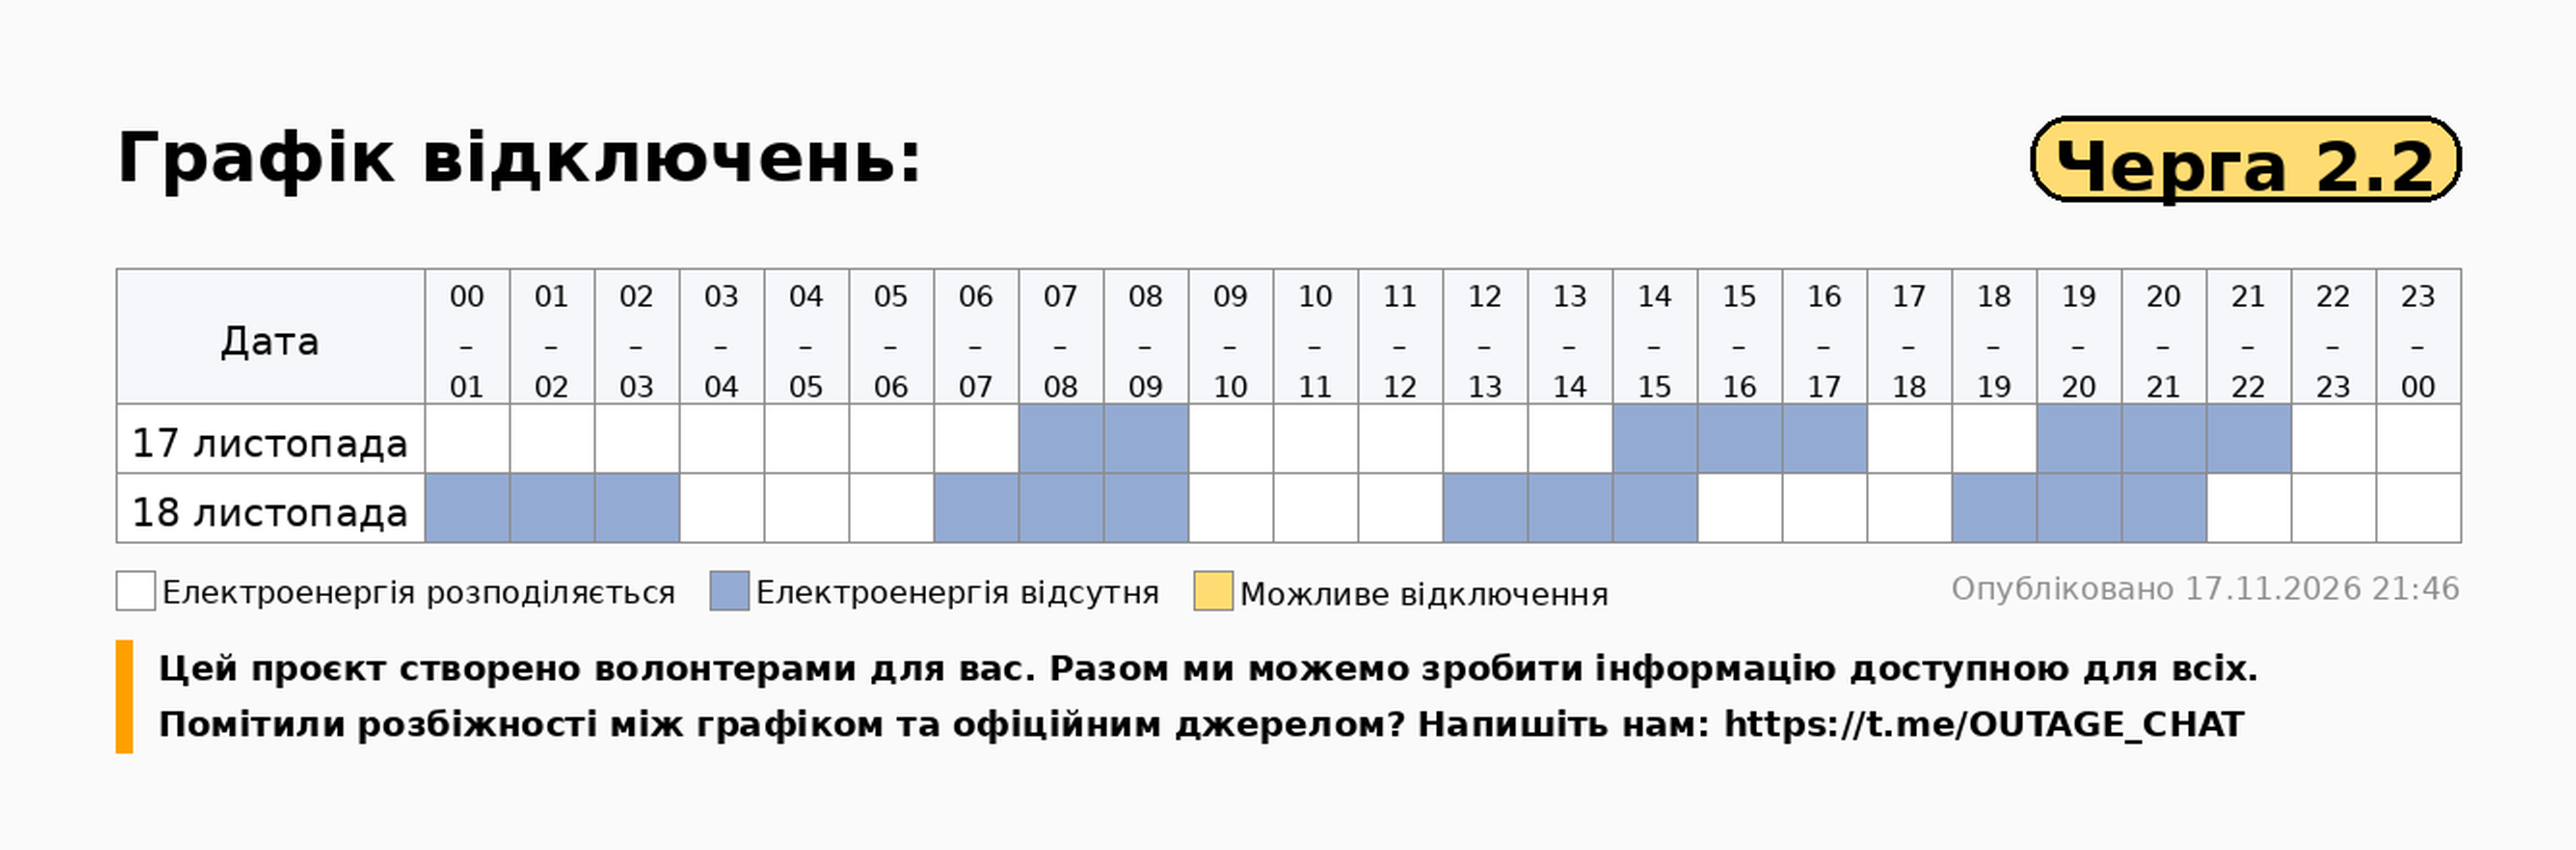 Графік відключень:
Черга 2.2
Дата
00 – 01
01 – 02
02 – 03
03 – 04
04 – 05
05 – 06
06 – 07
07 – 08
08 – 09
09 – 10
10 – 11
11 – 12
12 – 13
13 – 14
14 – 15
15 – 16
16 – 17
17 – 18
18 – 19
19 – 20
20 – 21
21 – 22
22 – 23
23 – 00
17 листопада
18 листопада
Електроенергія розподіляється
Електроенергія відсутня
Можливе відключення
Опубліковано 17.11.2026 21:46
Цей проєкт створено волонтерами для вас. Разом ми можемо зробити інформацію доступною для всіх.
Помітили розбіжності між графіком та офіційним джерелом? Напишіть нам: https://t.me/OUTAGE_CHAT